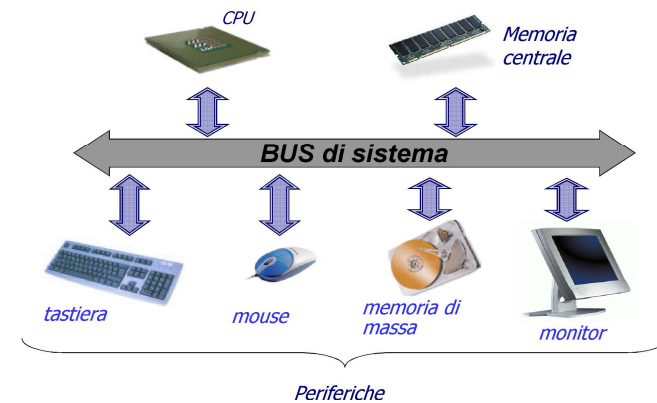 CPU
Memoria
centrale
BUS di sistema
tastiera
mouse
memoria di
massa
monitor
Periferiche